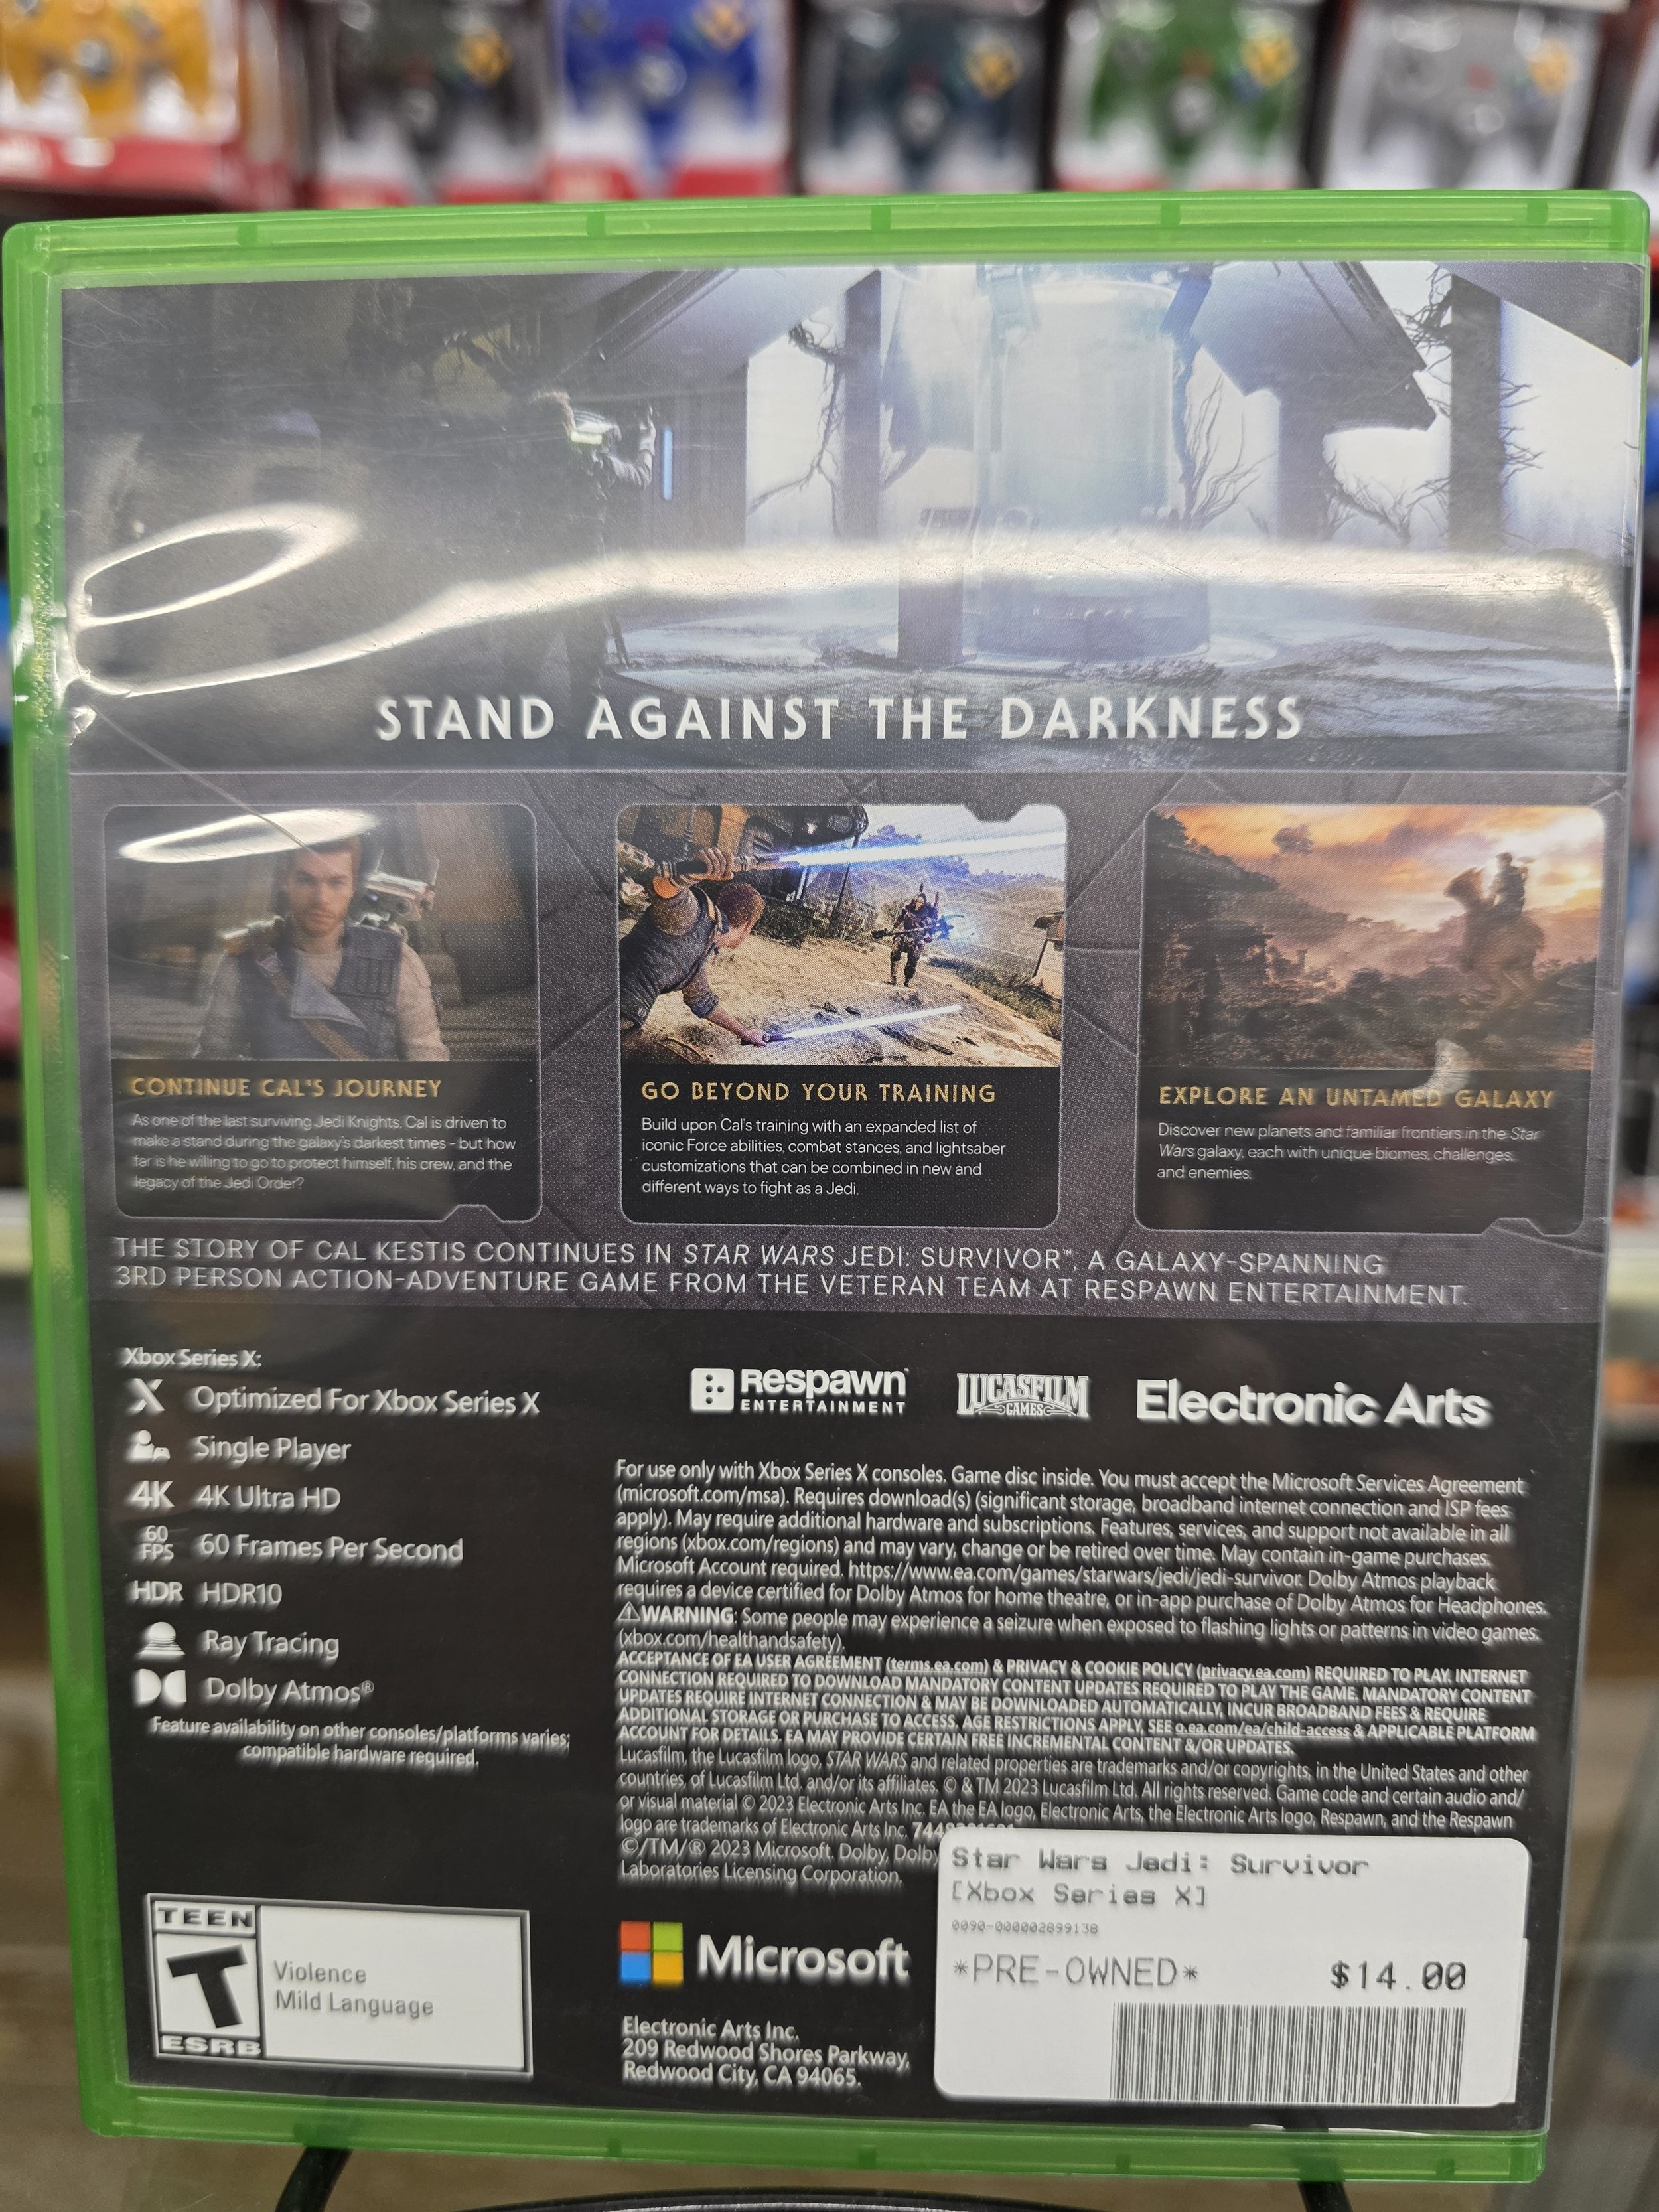 STAND AGAINST THE DARKNESS
CONTINUE CAL'S JOURNEY
As one of the last surviving Jedi Knights, Cal is driven to
make a stand during the galaxy's darkest times - but how
far is he willing to go to protect himself, his crew, and the
legacy of the Jedi Order?
GO BEYOND YOUR TRAINING
Build upon Cal's training with an expanded list of
iconic Force abilities, combat stances, and lightsaber
customizations that can be combined in new and
different ways to fight as a Jedi.
EXPLORE AN UNTAMED GALAXY
Discover new planets and familiar frontiers in the Star
Wars galaxy, each with unique biomes, challenges,
and enemies.
THE STORY OF CAL KESTIS CONTINUES IN STAR WARS JEDI: SURVIVOR™, A GALAXY-SPANNING
3RD PERSON ACTION-ADVENTURE GAME FROM THE VETERAN TEAM AT RESPAWN ENTERTAINMENT.
Xbox Series X:
X Optimized For Xbox Series X
Single Player
4K 4K Ultra HD
60 FPS 60 Frames Per Second
HDR HDR10
Ray Tracing
Dolby Atmos®
Feature availability on other consoles/platforms varies;
compatible hardware required.
Respawn™ ENTERTAINMENT
LUCASFILM GAMES
Electronic Arts
For use only with Xbox Series X consoles. Game disc inside. You must accept the Microsoft Services Agreement
(microsoft.com/msa). Requires download(s) (significant storage, broadband internet connection and ISP fees
apply). May require additional hardware and subscriptions. Features, services, and support not available in all
regions (xbox.com/regions) and may vary, change or be retired over time. May contain in-game purchases.
Microsoft Account required. https://www.ea.com/games/starwars/jedi/jedi-survivor. Dolby Atmos playback
requires a device certified for Dolby Atmos for home theatre, or in-app purchase of Dolby Atmos for Headphones.
⚠WARNING: Some people may experience a seizure when exposed to flashing lights or patterns in video games.
(xbox.com/healthandsafety).
ACCEPTANCE OF EA USER AGREEMENT (terms.ea.com) & PRIVACY & COOKIE POLICY (privacy.ea.com) REQUIRED TO PLAY. INTERNET
CONNECTION REQUIRED TO DOWNLOAD MANDATORY CONTENT UPDATES REQUIRED TO PLAY THE GAME. MANDATORY CONTENT
UPDATES REQUIRE INTERNET CONNECTION & MAY BE DOWNLOADED AUTOMATICALLY, INCUR BROADBAND FEES & REQUIRE
ADDITIONAL STORAGE OR PURCHASE TO ACCESS. AGE RESTRICTIONS APPLY, SEE o.ea.com/ea/child-access & APPLICABLE PLATFORM
ACCOUNT FOR DETAILS. EA MAY PROVIDE CERTAIN FREE INCREMENTAL CONTENT &/OR UPDATES.
Lucasfilm, the Lucasfilm logo, STAR WARS and related properties are trademarks and/or copyrights, in the United States and other
countries, of Lucasfilm Ltd. and/or its affiliates. © & TM 2023 Lucasfilm Ltd. All rights reserved. Game code and certain audio and/
or visual material © 2023 Electronic Arts Inc. EA the EA logo, Electronic Arts, the Electronic Arts logo, Respawn, and the Respawn
logo are trademarks of Electronic Arts Inc.
©/TM/® 2023 Microsoft. Dolby, Dolby
Laboratories Licensing Corporation.
Star Wars Jedi: Survivor
[Xbox Series X]
0090-000002899138
*PRE-OWNED* $14.00
TEEN
T
ESRB
Violence
Mild Language
Microsoft
Electronic Arts Inc.
209 Redwood Shores Parkway,
Redwood City, CA 94065.